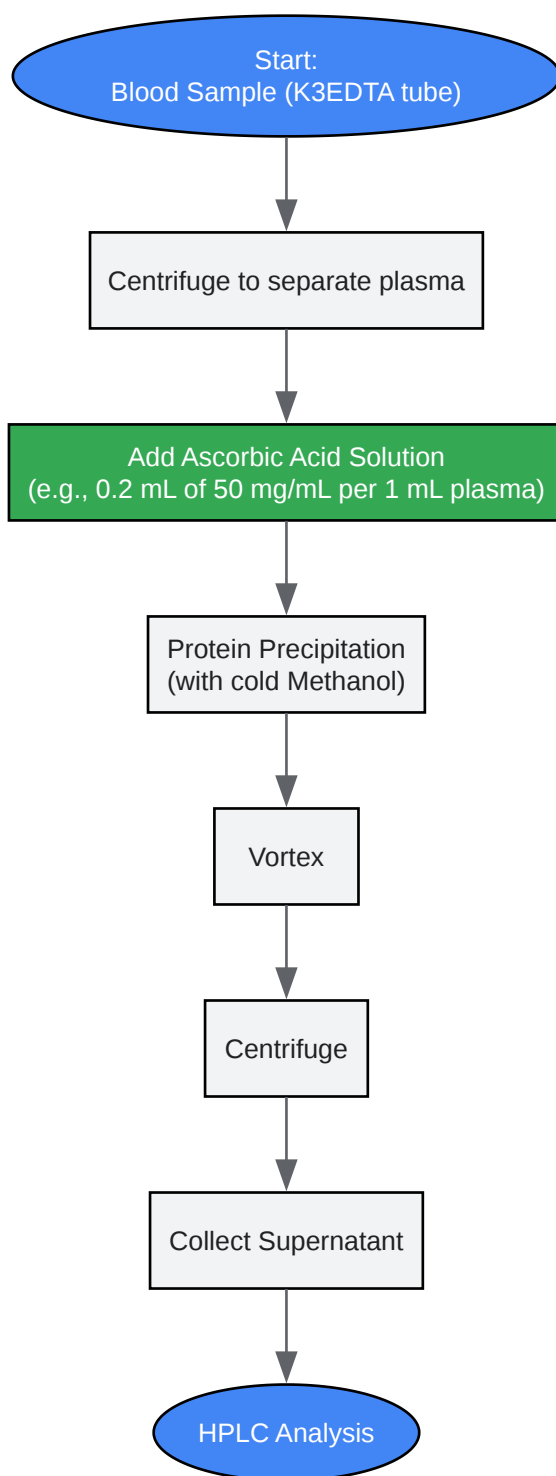 Start:
Blood Sample (K3EDTA tube)
Centrifuge to separate plasma
Add Ascorbic Acid Solution
(e.g., 0.2 mL of 50 mg/mL per 1 mL plasma)
Protein Precipitation
(with cold Methanol)
Vortex
Centrifuge
Collect Supernatant
HPLC Analysis